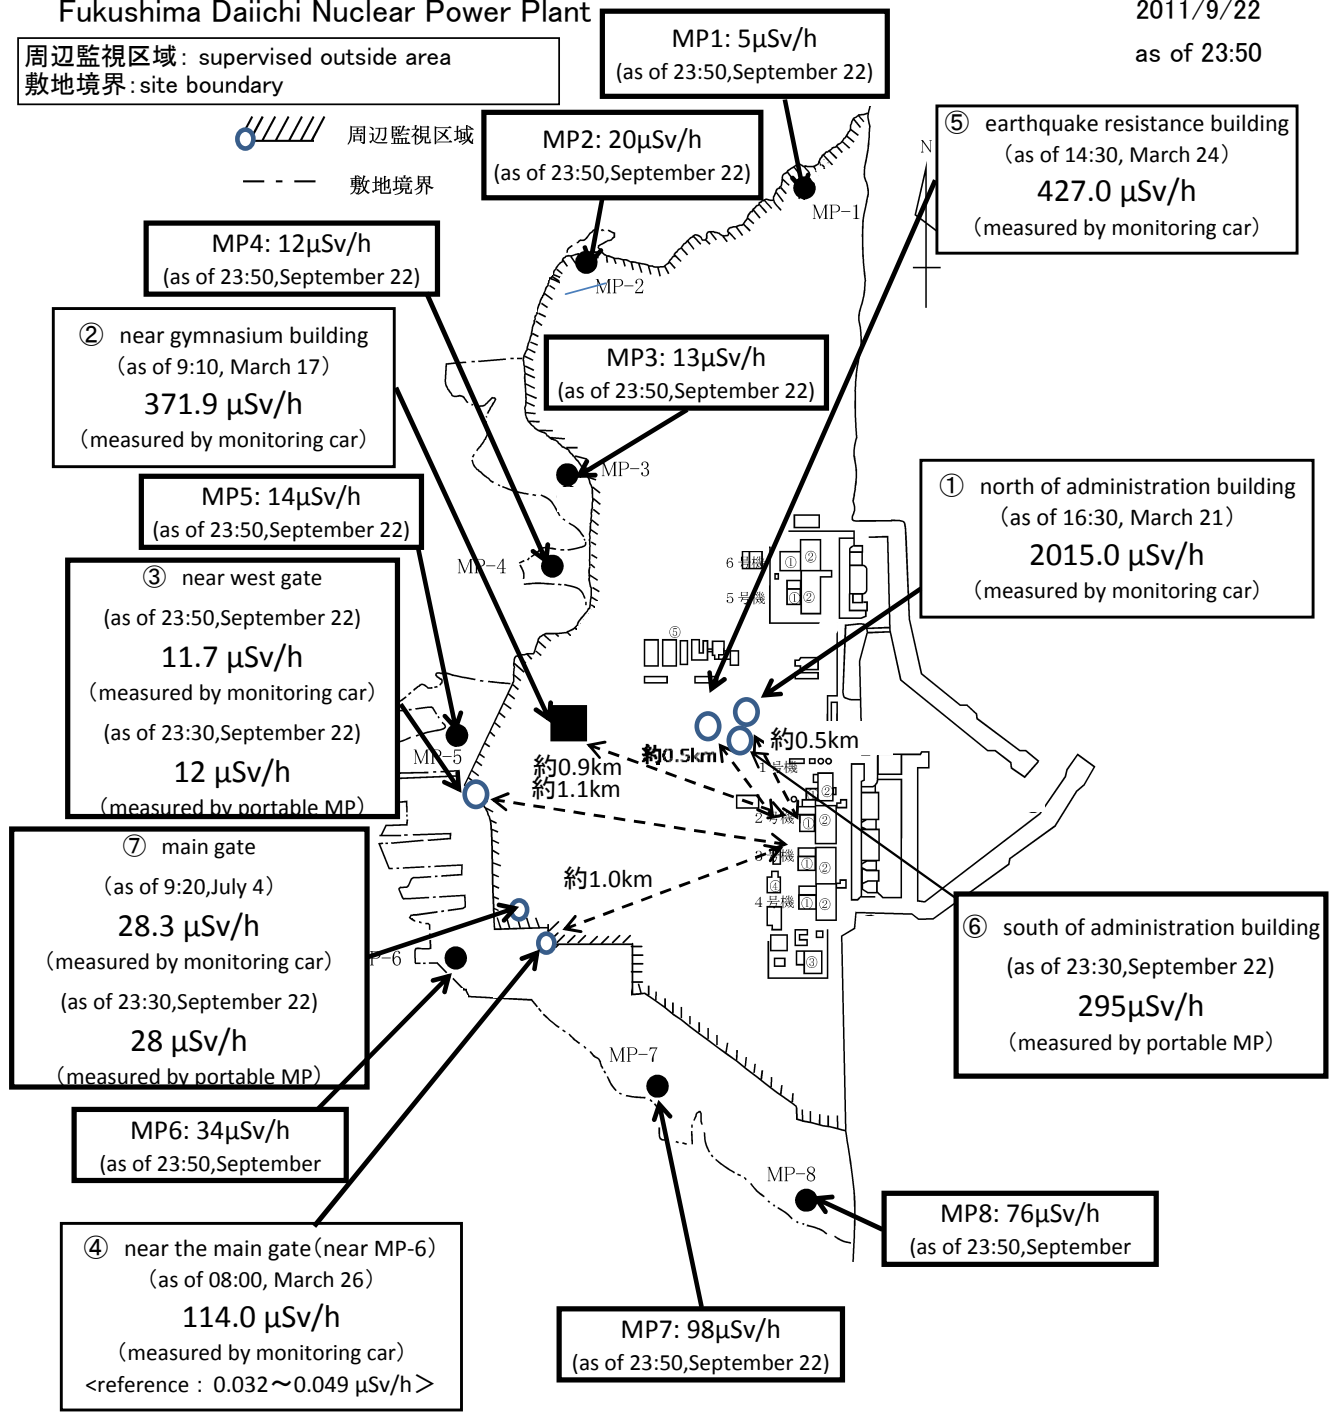 Fukushima Daiichi Nuclear Power Plant
2011/9/22
as of 23:50
周辺監視区域: supervised outside area
敷地境界:site boundary
周辺監視区域
敷地境界
MP1: 5μSv/h
(as of 23:50,September 22)
MP2: 20μSv/h
(as of 23:50,September 22)
⑤ earthquake resistance building
(as of 14:30, March 24)
427.0 μSv/h
(measured by monitoring car)
N
MP-1
MP4: 12μSv/h
(as of 23:50,September 22)
MP-2
② near gymnasium building
(as of 9:10, March 17)
371.9 μSv/h
(measured by monitoring car)
MP3: 13μSv/h
(as of 23:50,September 22)
MP-3
MP5: 14μSv/h
(as of 23:50,September 22)
① north of administration building
(as of 16:30, March 21)
2015.0 μSv/h
(measured by monitoring car)
MP-4
③ near west gate
(as of 23:50,September 22)
11.7 μSv/h
(measured by monitoring car)
(as of 23:30,September 22)
12 μSv/h
(measured by portable MP)
6号機
① ②
5号機
① ②
⑤
MP-5
約0.9km
約1.1km
約0.5km
約0.5km
1号機
②
2号機
① ②
3号機
① ②
④
4号機
① ②
③
約1.0km
⑦ main gate
(as of 9:20,July 4)
28.3 μSv/h
(measured by monitoring car)
(as of 23:30,September 22)
28 μSv/h
(measured by portable MP)
P-6
⑥ south of administration building
(as of 23:30,September 22)
295μSv/h
(measured by portable MP)
MP-7
MP6: 34μSv/h
(as of 23:50,September
MP-8
MP8: 76μSv/h
(as of 23:50,September
④ near the main gate(near MP-6)
(as of 08:00, March 26)
114.0 μSv/h
(measured by monitoring car)
<reference : 0.032～0.049 μSv/h>
MP7: 98μSv/h
(as of 23:50,September 22)